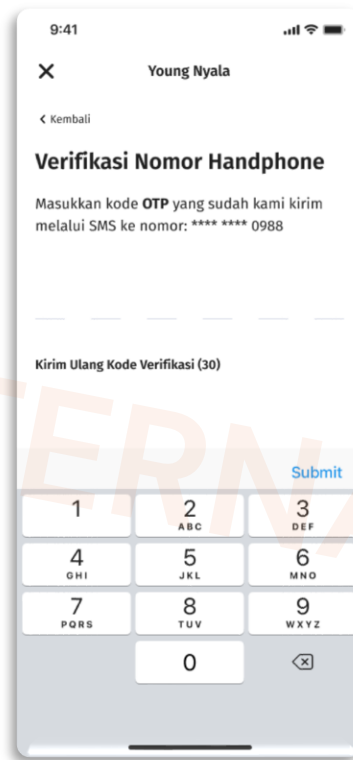 9:41
Young Nyala
Kembali
Verifikasi Nomor Handphone
Masukkan kode OTP yang sudah kami kirim
melalui SMS ke nomor: **** **** 0988
Kirim Ulang Kode Verifikasi (30)
TERNA
Submit
1 2 3
ABC DEF
4 5 6
GHI JKL MNO
7 8 9
PQRS TUV WXYZ
0